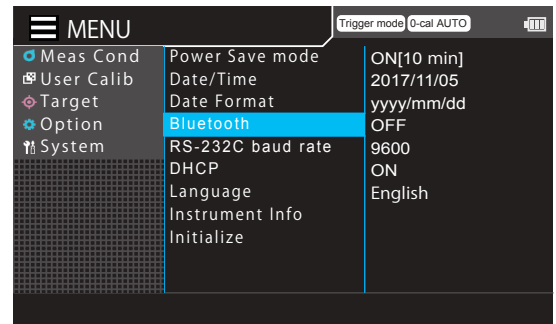 MENU
Trigger mode 0-cal AUTO
Meas Cond
User Calib
Target
Option
System
Power Save mode ON[10 min]
Date/Time 2017/11/05
Date Format yyyy/mm/dd
Bluetooth OFF
RS-232C baud rate 9600
DHCP ON
Language English
Instrument Info
Initialize